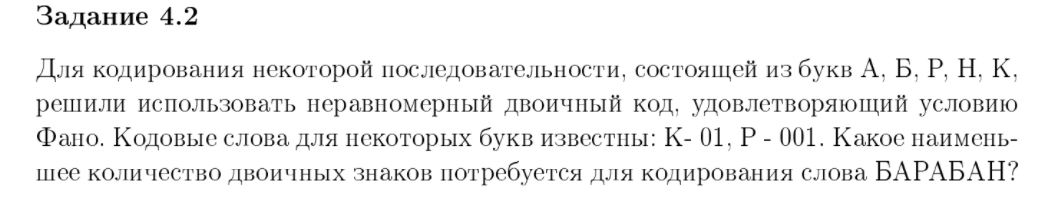 Задание 4.2
Для кодирования некоторой последовательности, состоящей из букв А, Б, Р, Н, К,
решили использовать неравномерный двоичный код, удовлетворяющий условию
Фано. Кодовые слова для некоторых букв известны: К- 01, Р - 001. Какое наимень-
шее количество двоичных знаков потребуется для кодирования слова БАРАБАН?